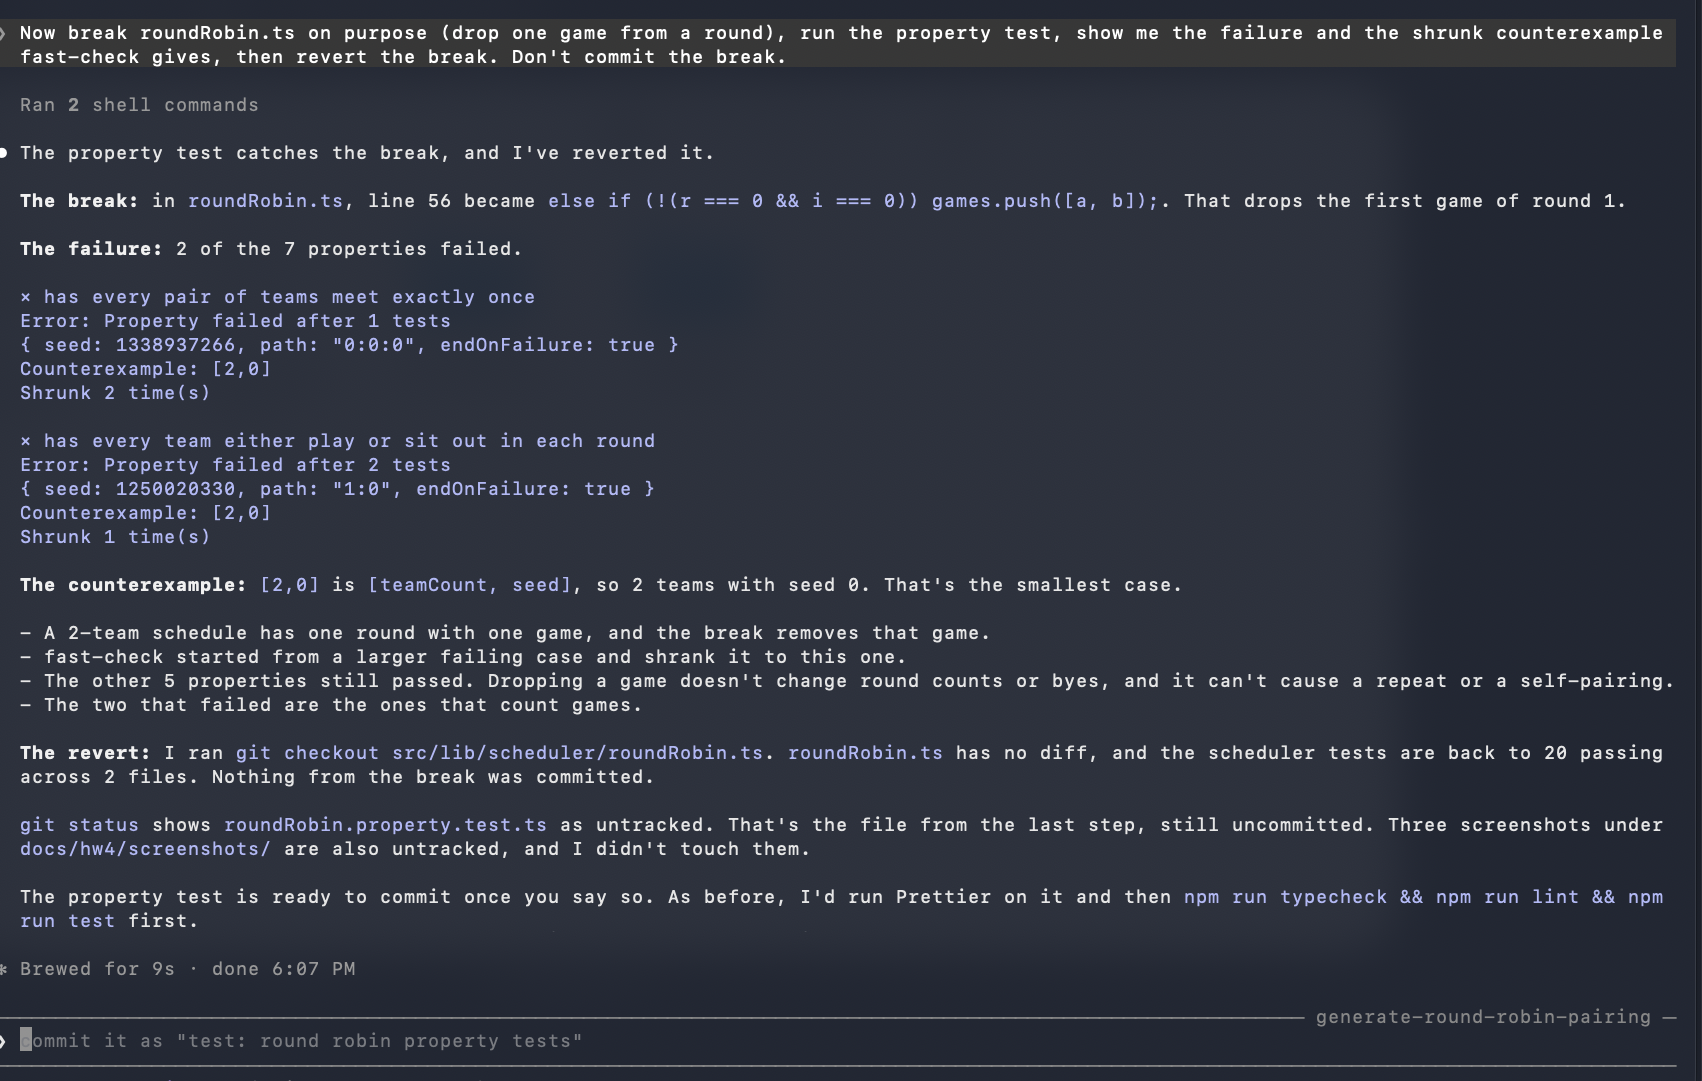 ❯ Now break roundRobin.ts on purpose (drop one game from a round), run the property test, show me the failure and the shrunk counterexample
fast-check gives, then revert the break. Don't commit the break.
Ran 2 shell commands
● The property test catches the break, and I've reverted it.
The break: in roundRobin.ts, line 56 became else if (!(r === 0 && i === 0)) games.push([a, b]);. That drops the first game of round 1.
The failure: 2 of the 7 properties failed.
× has every pair of teams meet exactly once
Error: Property failed after 1 tests
{ seed: 1338937266, path: "0:0:0", endOnFailure: true }
Counterexample: [2,0]
Shrunk 2 time(s)
× has every team either play or sit out in each round
Error: Property failed after 2 tests
{ seed: 1250020330, path: "1:0", endOnFailure: true }
Counterexample: [2,0]
Shrunk 1 time(s)
The counterexample: [2,0] is [teamCount, seed], so 2 teams with seed 0. That's the smallest case.
- A 2-team schedule has one round with one game, and the break removes that game.
- fast-check started from a larger failing case and shrank it to this one.
- The other 5 properties still passed. Dropping a game doesn't change round counts or byes, and it can't cause a repeat or a self-pairing.
- The two that failed are the ones that count games.
The revert: I ran git checkout src/lib/scheduler/roundRobin.ts. roundRobin.ts has no diff, and the scheduler tests are back to 20 passing
across 2 files. Nothing from the break was committed.
git status shows roundRobin.property.test.ts as untracked. That's the file from the last step, still uncommitted. Three screenshots under
docs/hw4/screenshots/ are also untracked, and I didn't touch them.
The property test is ready to commit once you say so. As before, I'd run Prettier on it and then npm run typecheck && npm run lint && npm
run test first.
* Brewed for 9s · done 6:07 PM
generate-round-robin-pairing
❯ commit it as "test: round robin property tests"